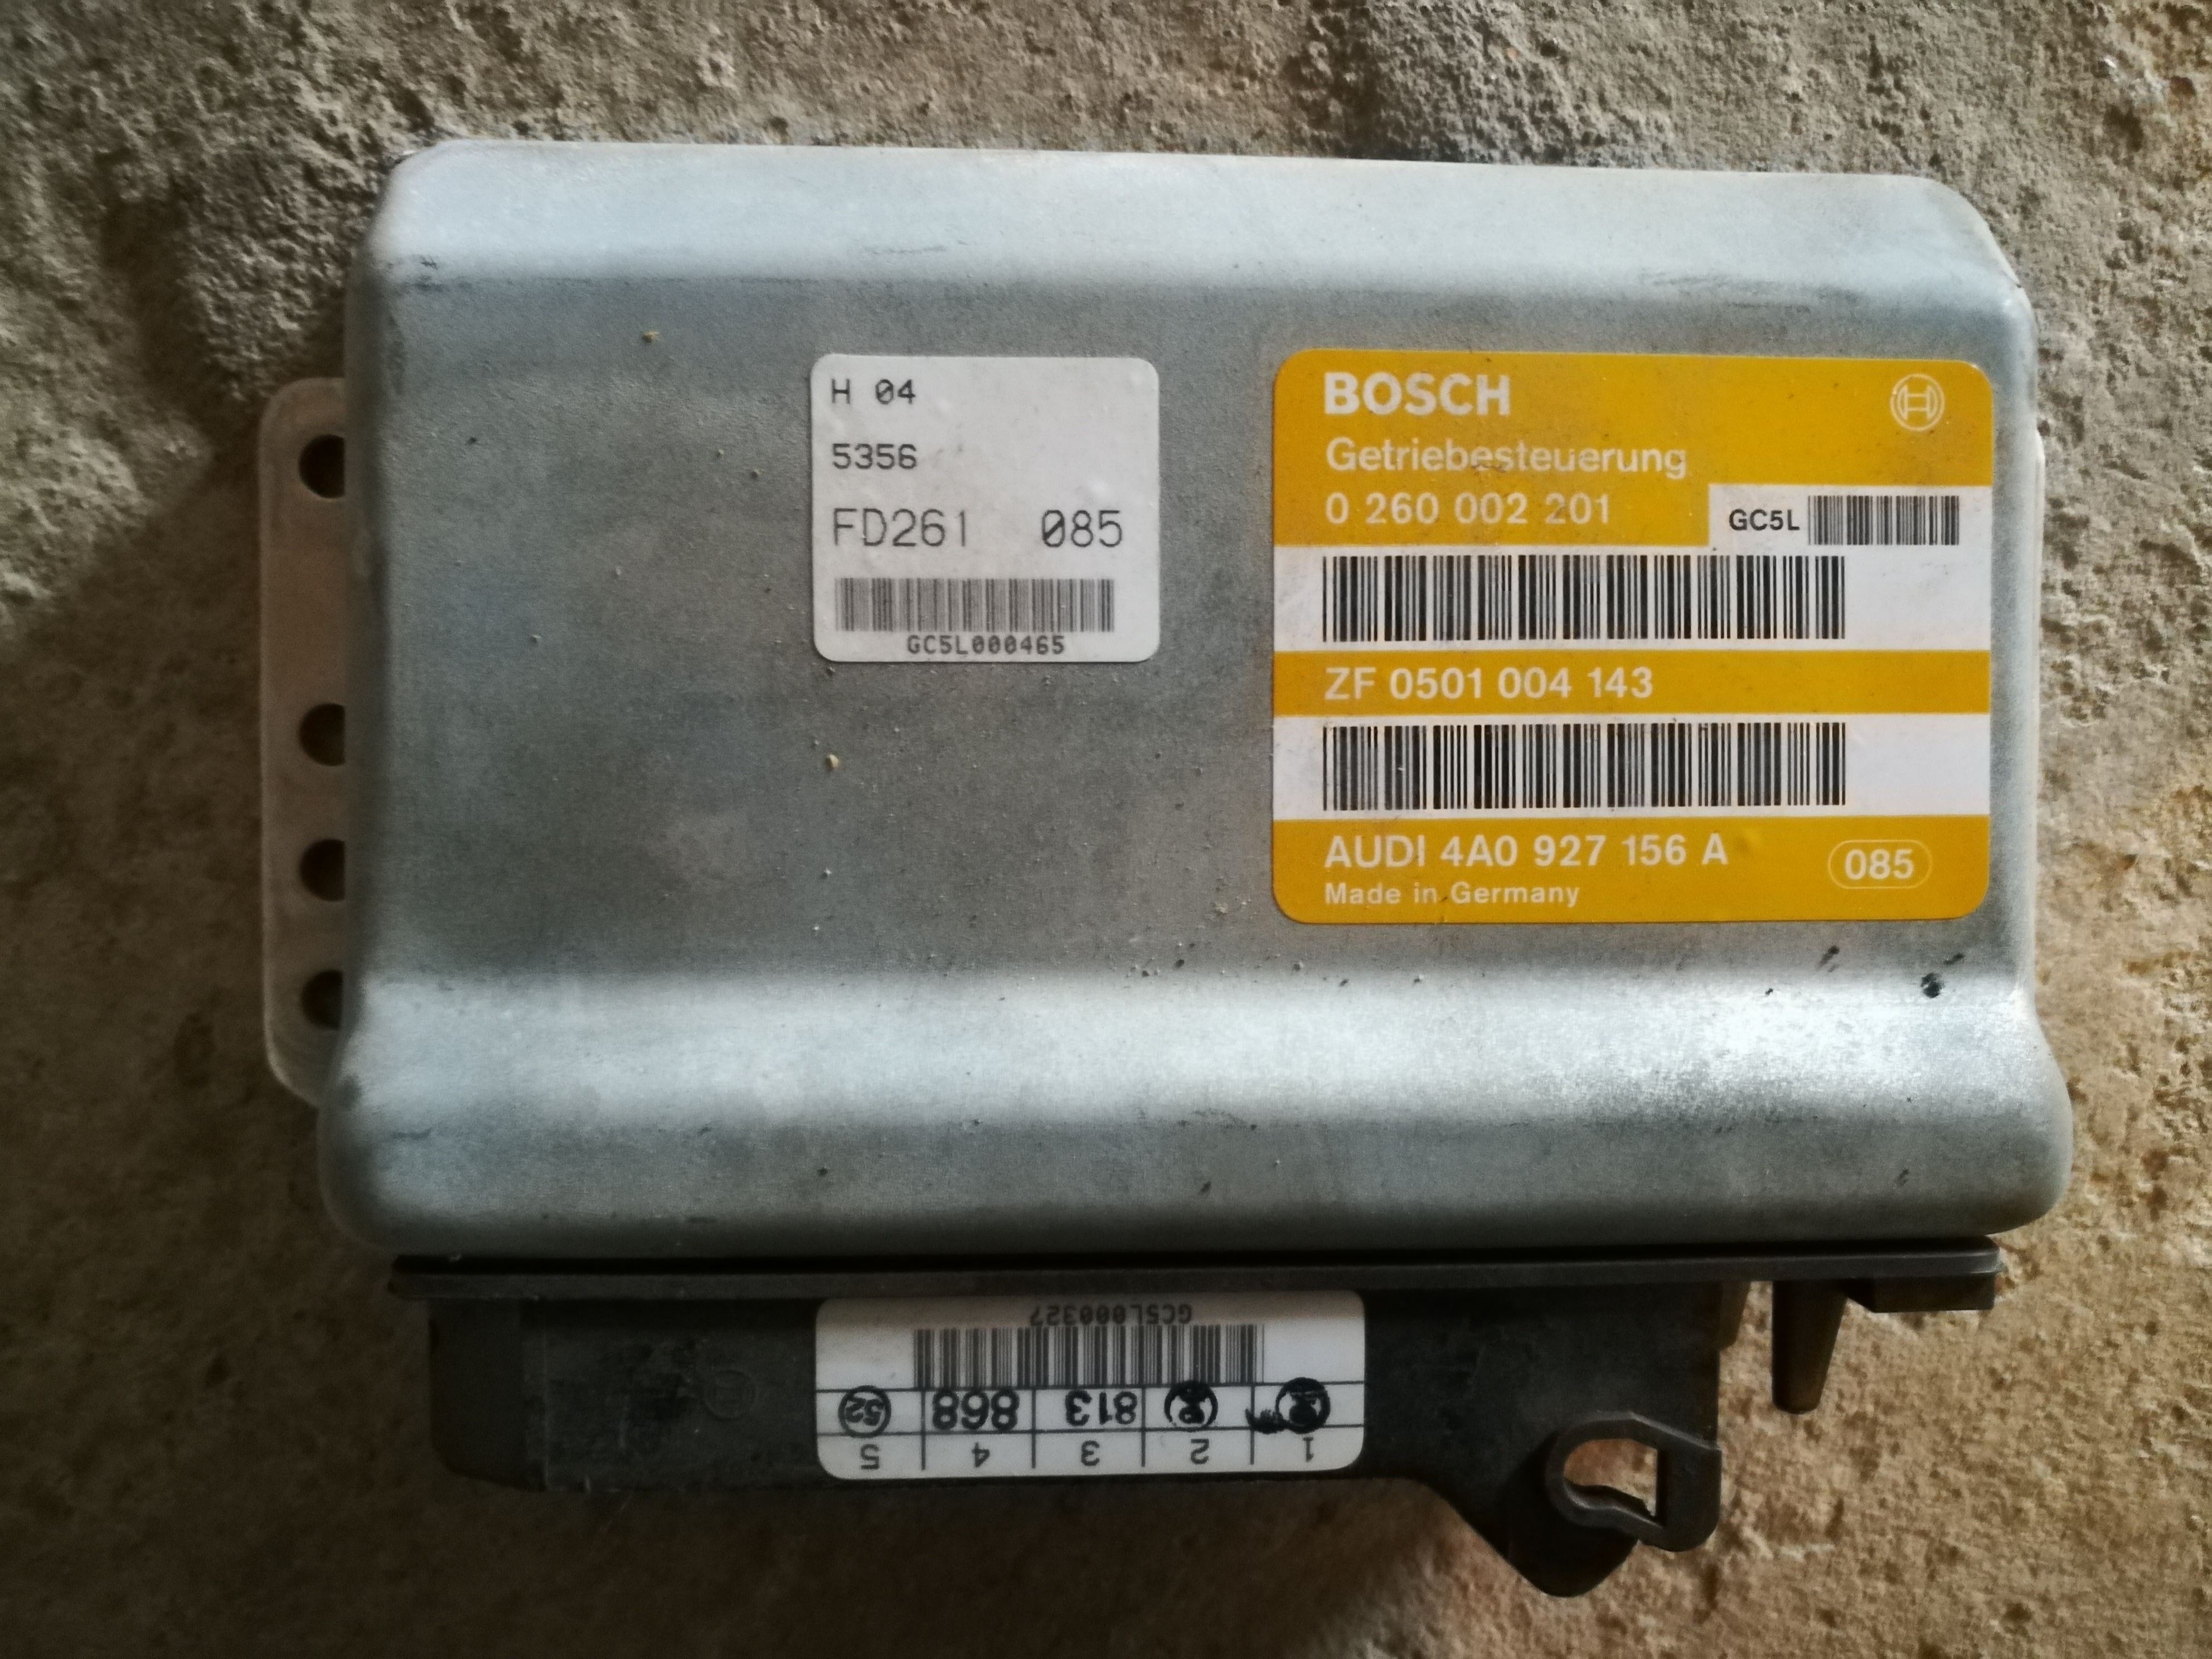 H 04
5356
FD261 085
GC5L000465
BOSCH
Getriebesteuerung
0 260 002 201
GC5L
ZF 0501 004 143
AUDI 4A0 927 156 A
085
Made in Germany
GC5L000327
813 868 52
1 2 3 4 5